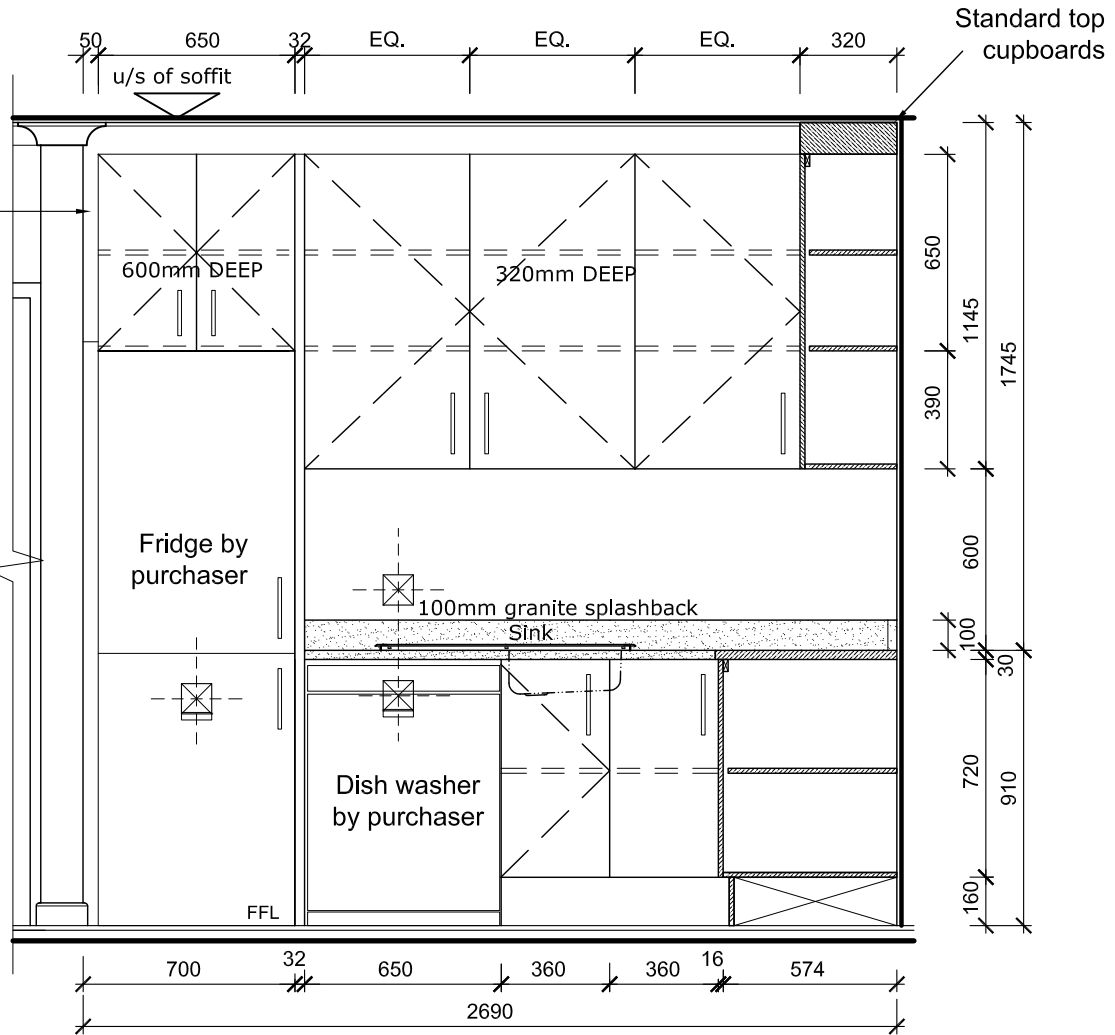 Standard top
cupboards
50 650 32 EQ. EQ. EQ. 320
u/s of soffit
600mm DEEP
320mm DEEP
650
1145
1745
390
Fridge by
purchaser
600
100mm granite splashback
Sink
100
30
Dish washer
by purchaser
720
910
160
FFL
700 32 650 360 360 16 574
2690